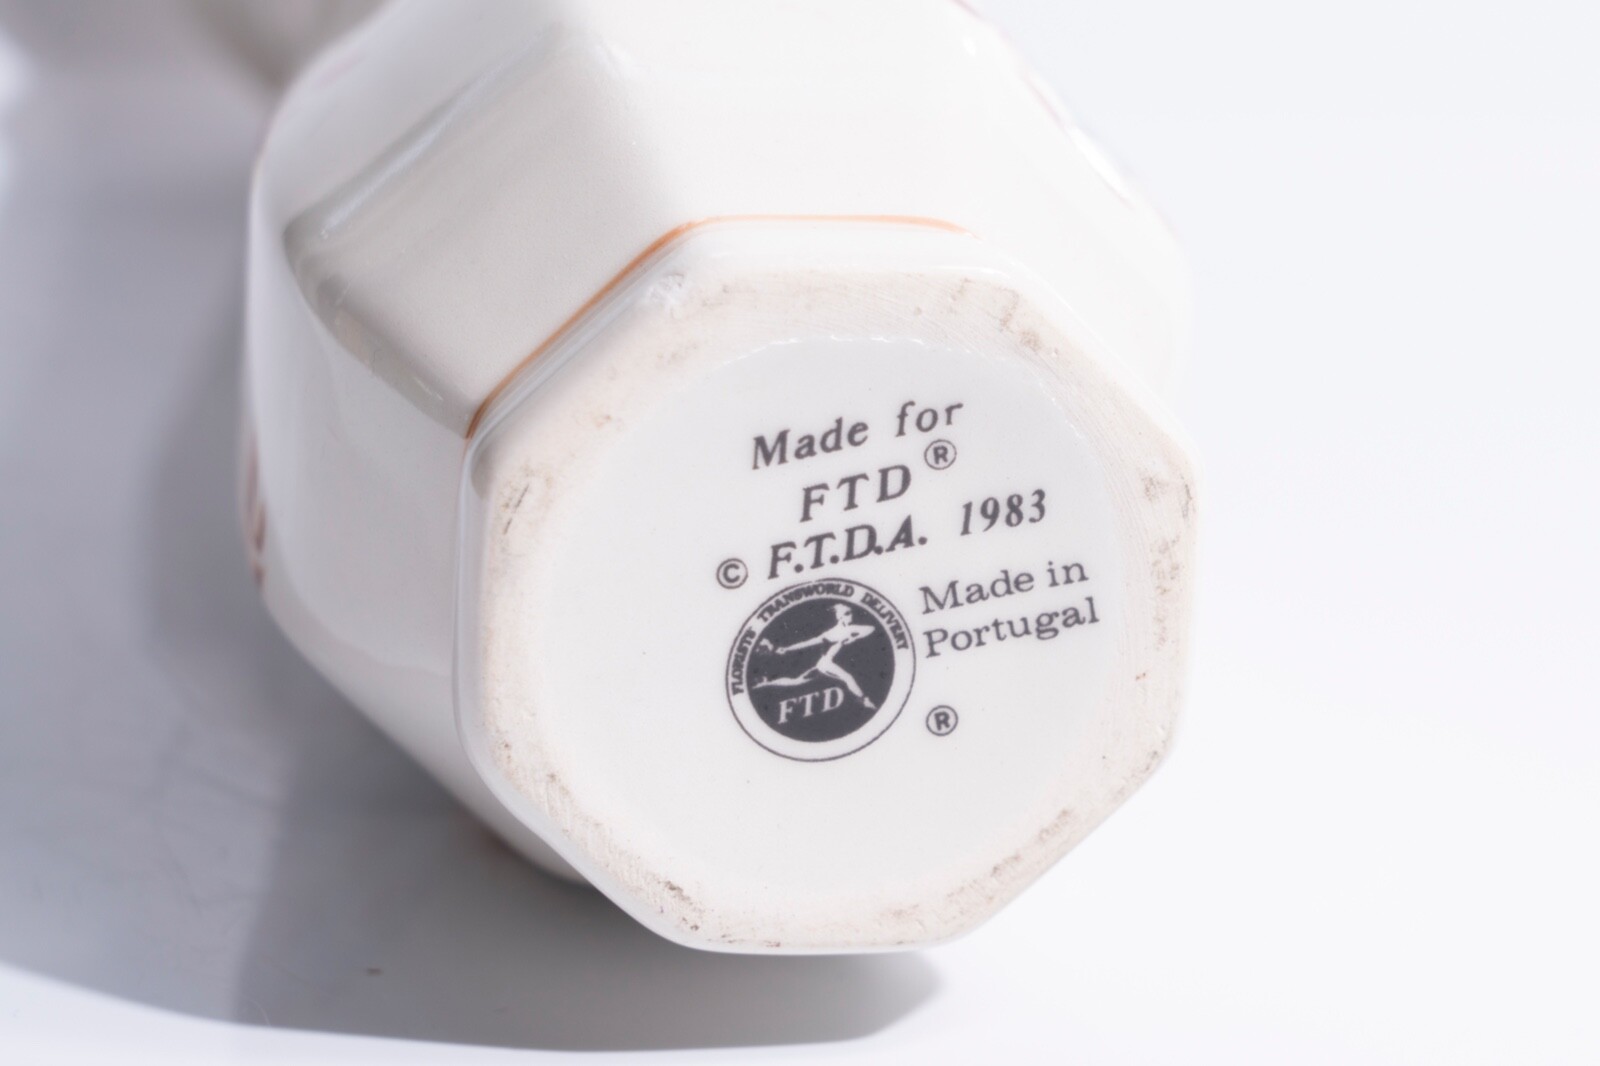 Made for
FTD®
© F.T.D.A. 1983
Made in
Portugal
FLORISTS' TRANSWORLD DELIVERY
FTD
®